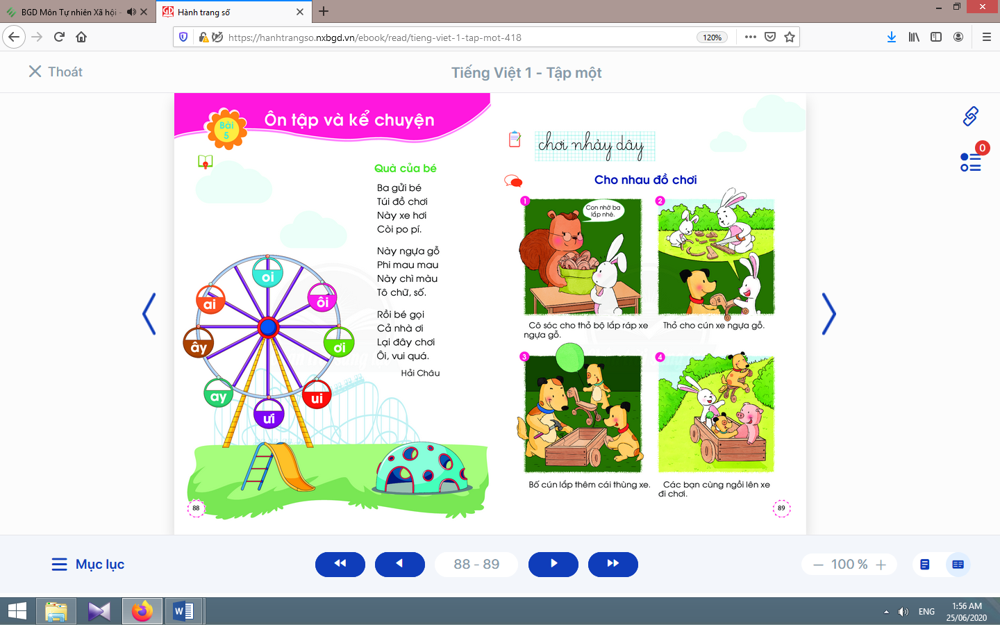 BGD Môn Tự nhiên Xã hội -
Hành trang số
https://hanhtrangso.nxbgd.vn/ebook/read/tieng-viet-1-tap-mot-418
120%
Thoát
Tiếng Việt 1 - Tập một
Bài
5
Ôn tập và kể chuyện
Quà của bé
Ba gửi bé
Túi đồ chơi
Này xe hơi
Còi po pí.
Này ngựa gỗ
Phi mau mau
Này chì màu
Tô chữ, số.
Rồi bé gọi
Cả nhà ơi
Lại đây chơi
Ôi, vui quá.
Hải Châu
oi
ai
ôi
ây
ơi
ay
ui
ưi
88
chơi nhảy dây
Cho nhau đồ chơi
1
Con nhờ ba
lắp nhé.
2
Cô sóc cho thỏ bộ lắp ráp xe
ngựa gỗ.
Thỏ cho cún xe ngựa gỗ.
3
4
Bố cún lắp thêm cái thùng xe.
Các bạn cùng ngồi lên xe
đi chơi.
89
0
Mục lục
88 - 89
100 %
ENG
1:56 AM
25/06/2020